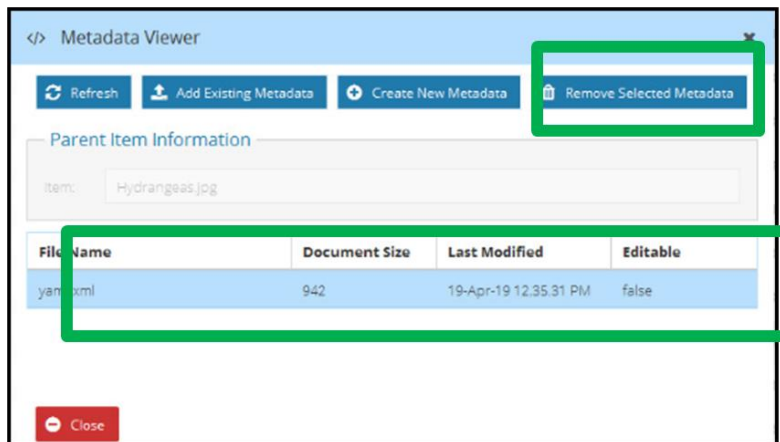 </> Metadata Viewer ✖
Refresh Add Existing Metadata Create New Metadata Remove Selected Metadata
Parent Item Information
Item: Hydrangeas.jpg
File Name Document Size Last Modified Editable
942 19-Apr-19 12.35.31 PM false
Close